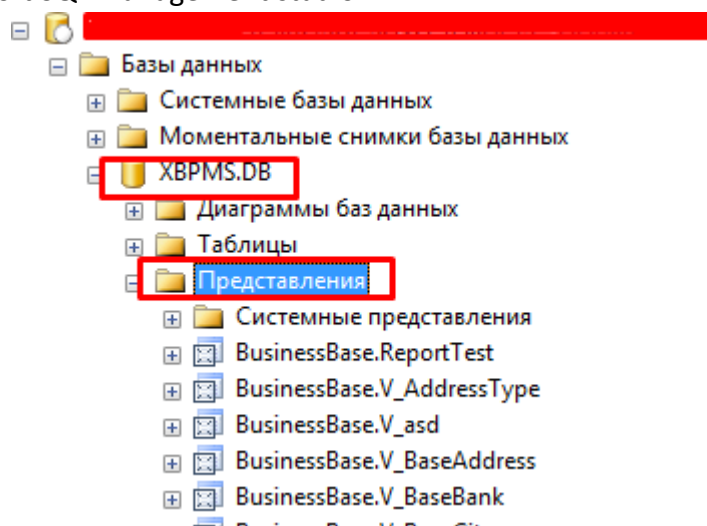 Базы данных
Системные базы данных
Моментальные снимки базы данных
XBPMS.DB
Диаграммы баз данных
Таблицы
Представления
Системные представления
BusinessBase.ReportTest
BusinessBase.V_AddressType
BusinessBase.V_asd
BusinessBase.V_BaseAddress
BusinessBase.V_BaseBank